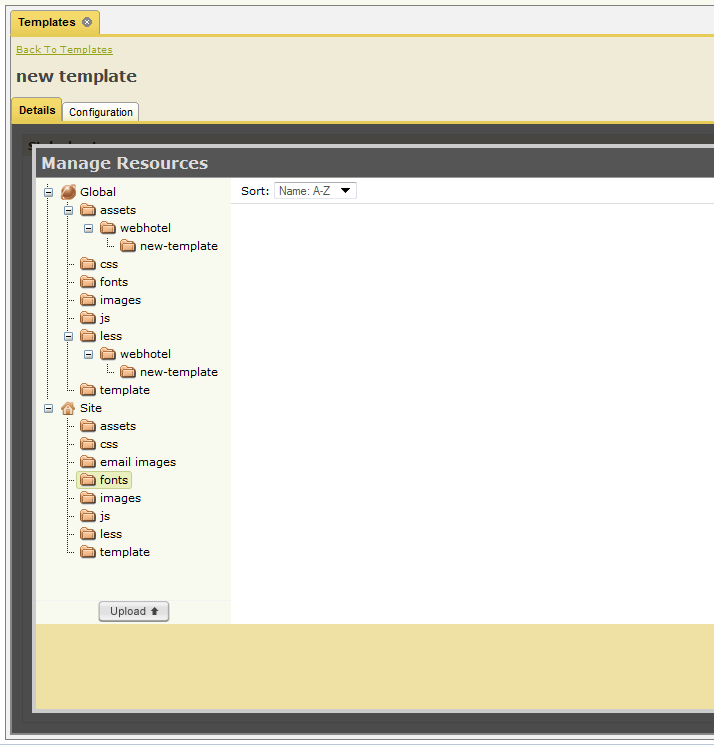 Templates
Back To Templates
new template
Details
Configuration
Manage Resources
Sort: Name: A-Z
Global
assets
webhotel
new-template
css
fonts
images
js
less
webhotel
new-template
template
Site
assets
css
email images
fonts
images
js
less
template
Upload